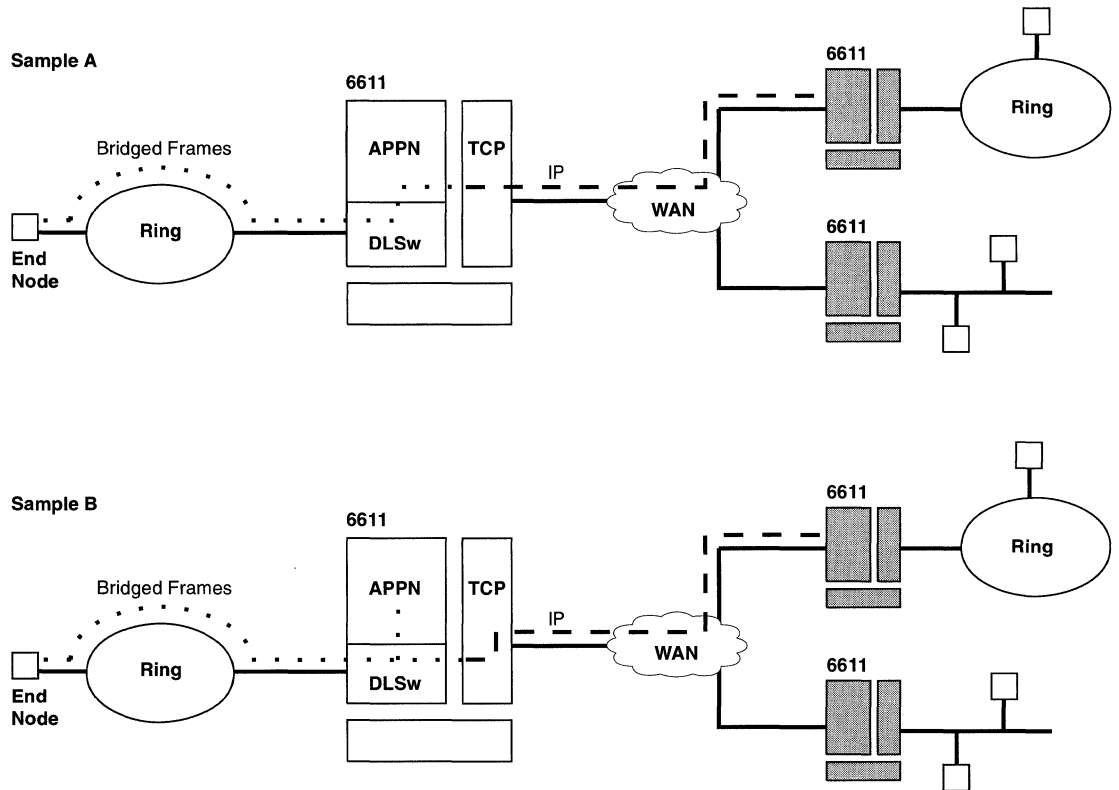 Sample A
6611
6611
Ring
Bridged Frames
APPN
TCP
IP
Ring
WAN
DLSw
End
Node
6611
Sample B
6611
6611
Ring
Bridged Frames
APPN
TCP
IP
Ring
WAN
DLSw
End
Node
6611